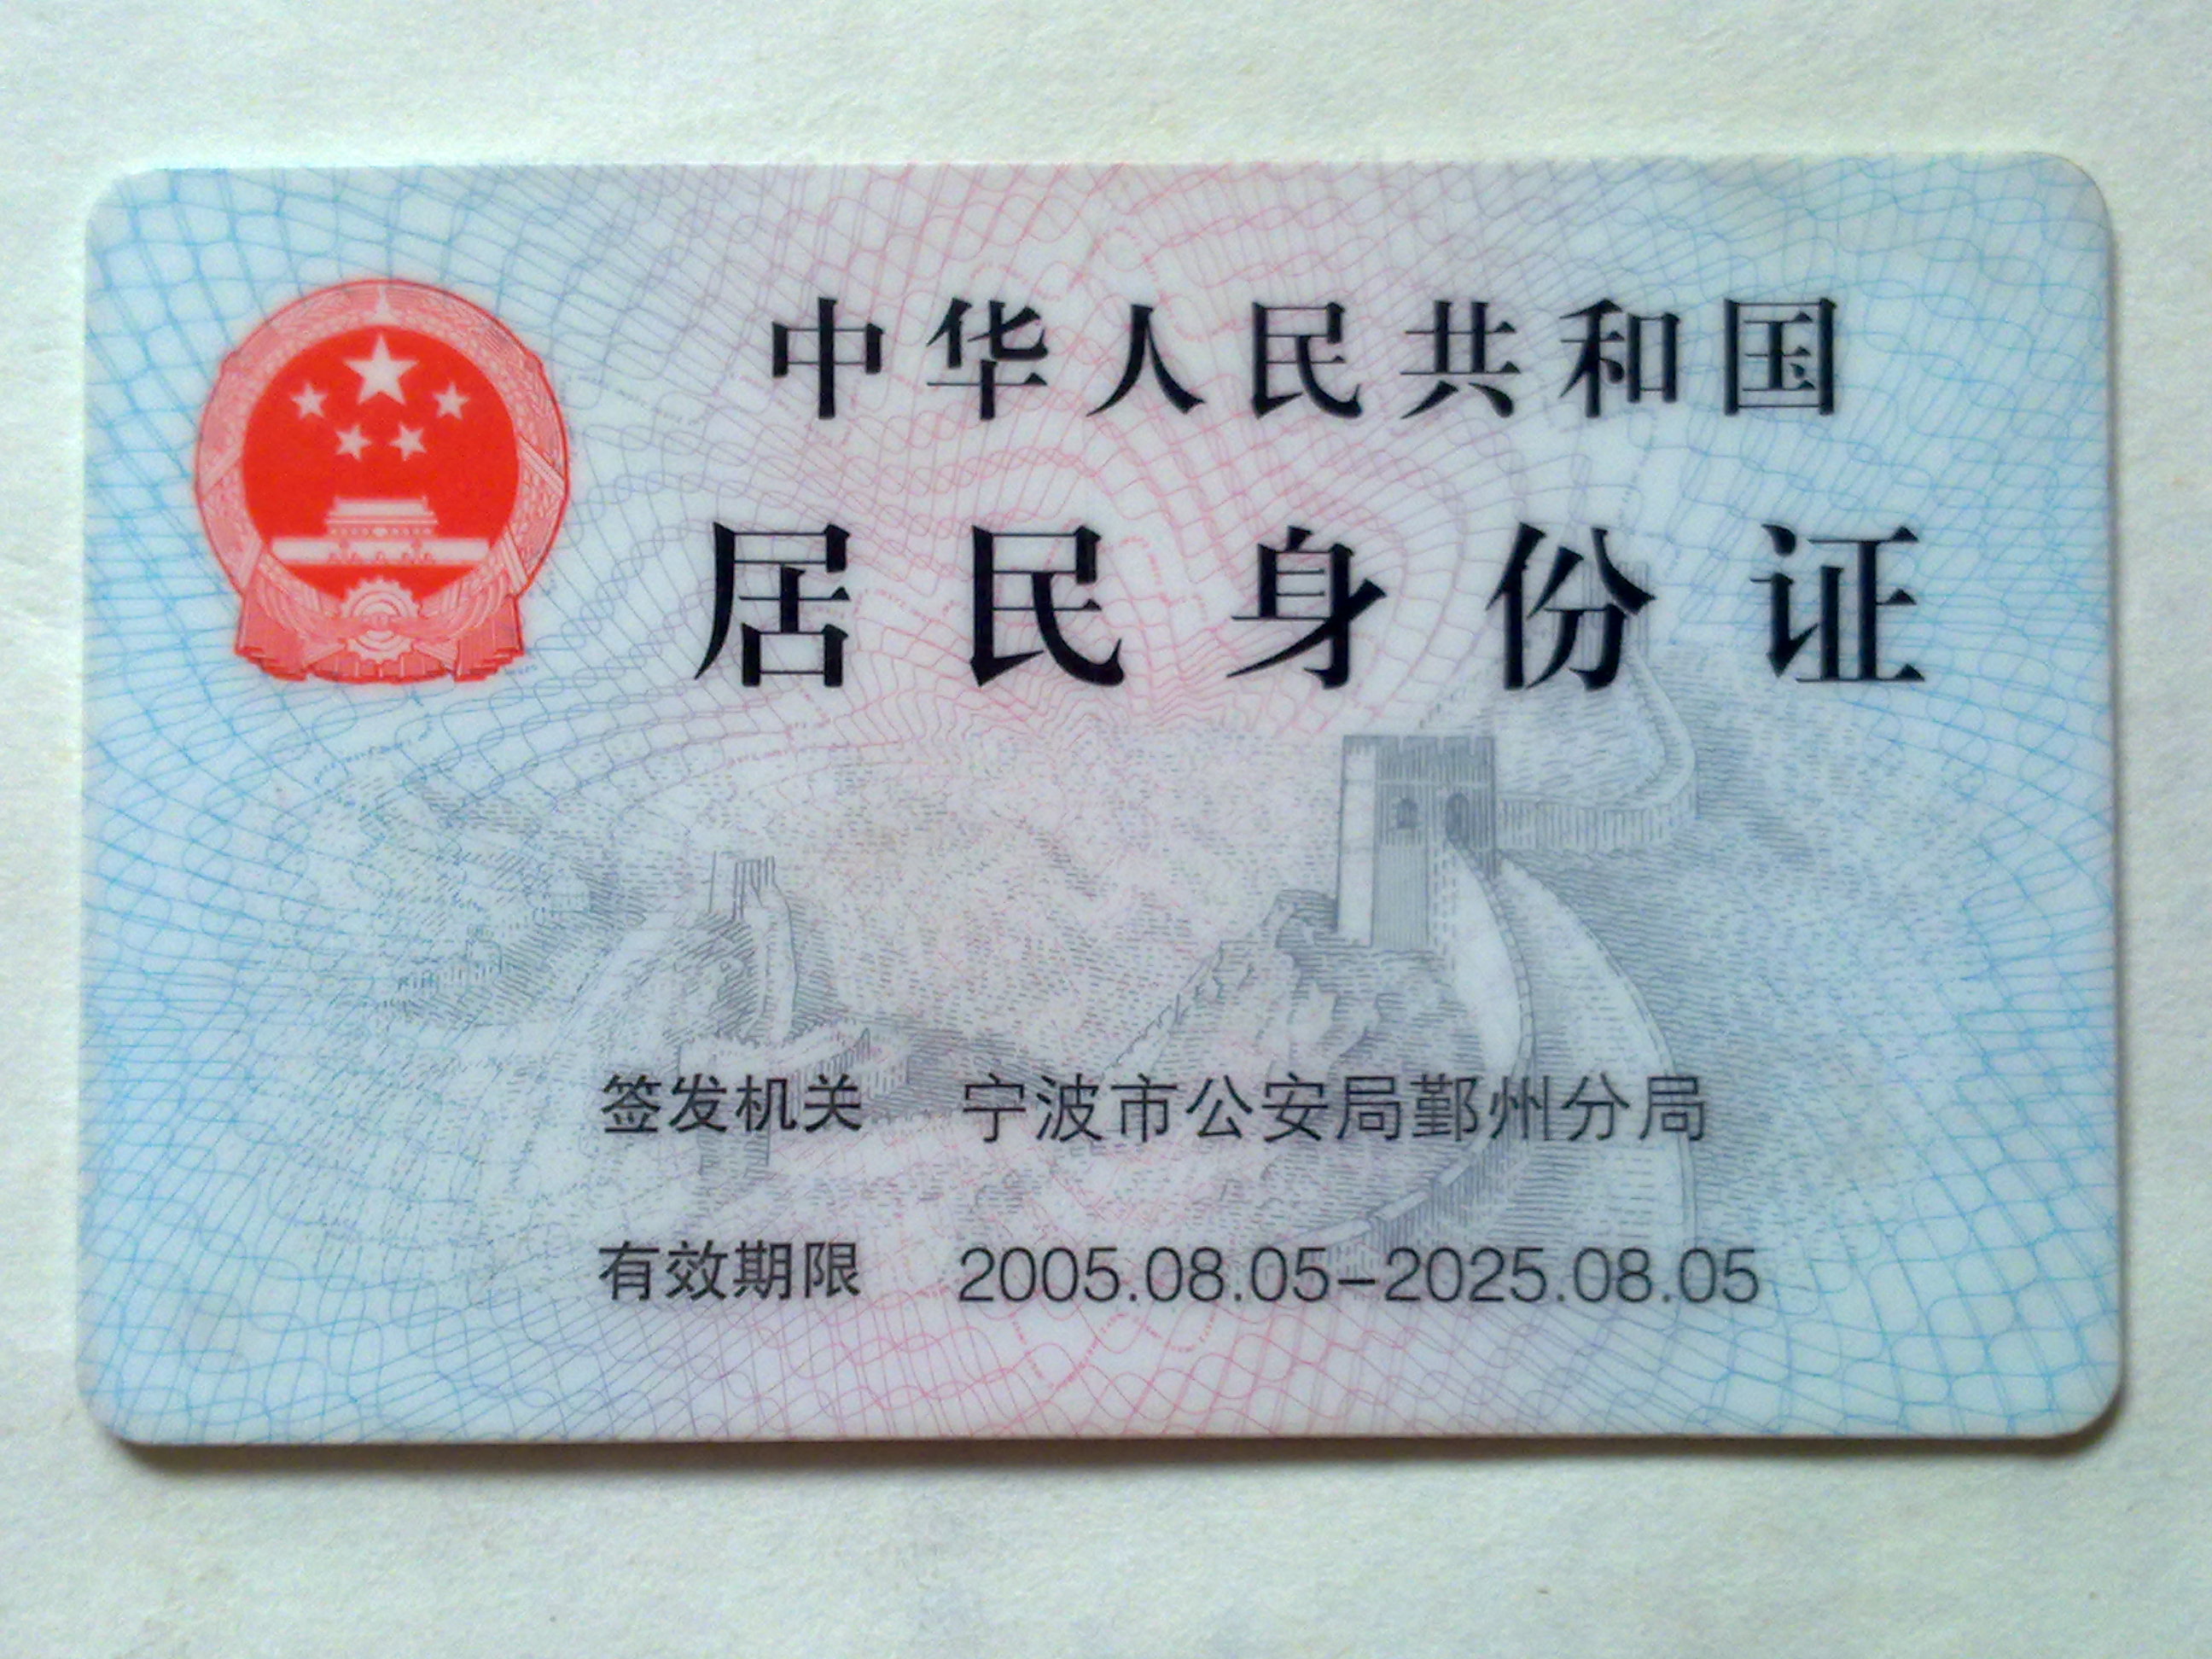 中华人民共和国
居民身份证
签发机关 宁波市公安局鄞州分局
有效期限 2005.08.05-2025.08.05